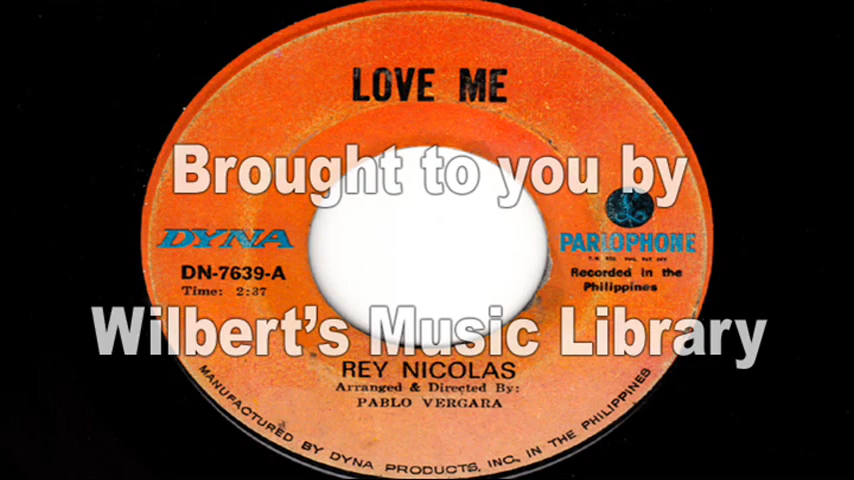 LOVE ME
Brought to you by
DYNA
PARLOPHONE
DN-7639-A
Time: 2:37
Recorded in the
Philippines
Wilbert's Music Library
REY NICOLAS
Arranged & Directed By:
PABLO VERGARA
MANUFACTURED BY DYNA PRODUCTS, INC., IN THE PHILIPPINES